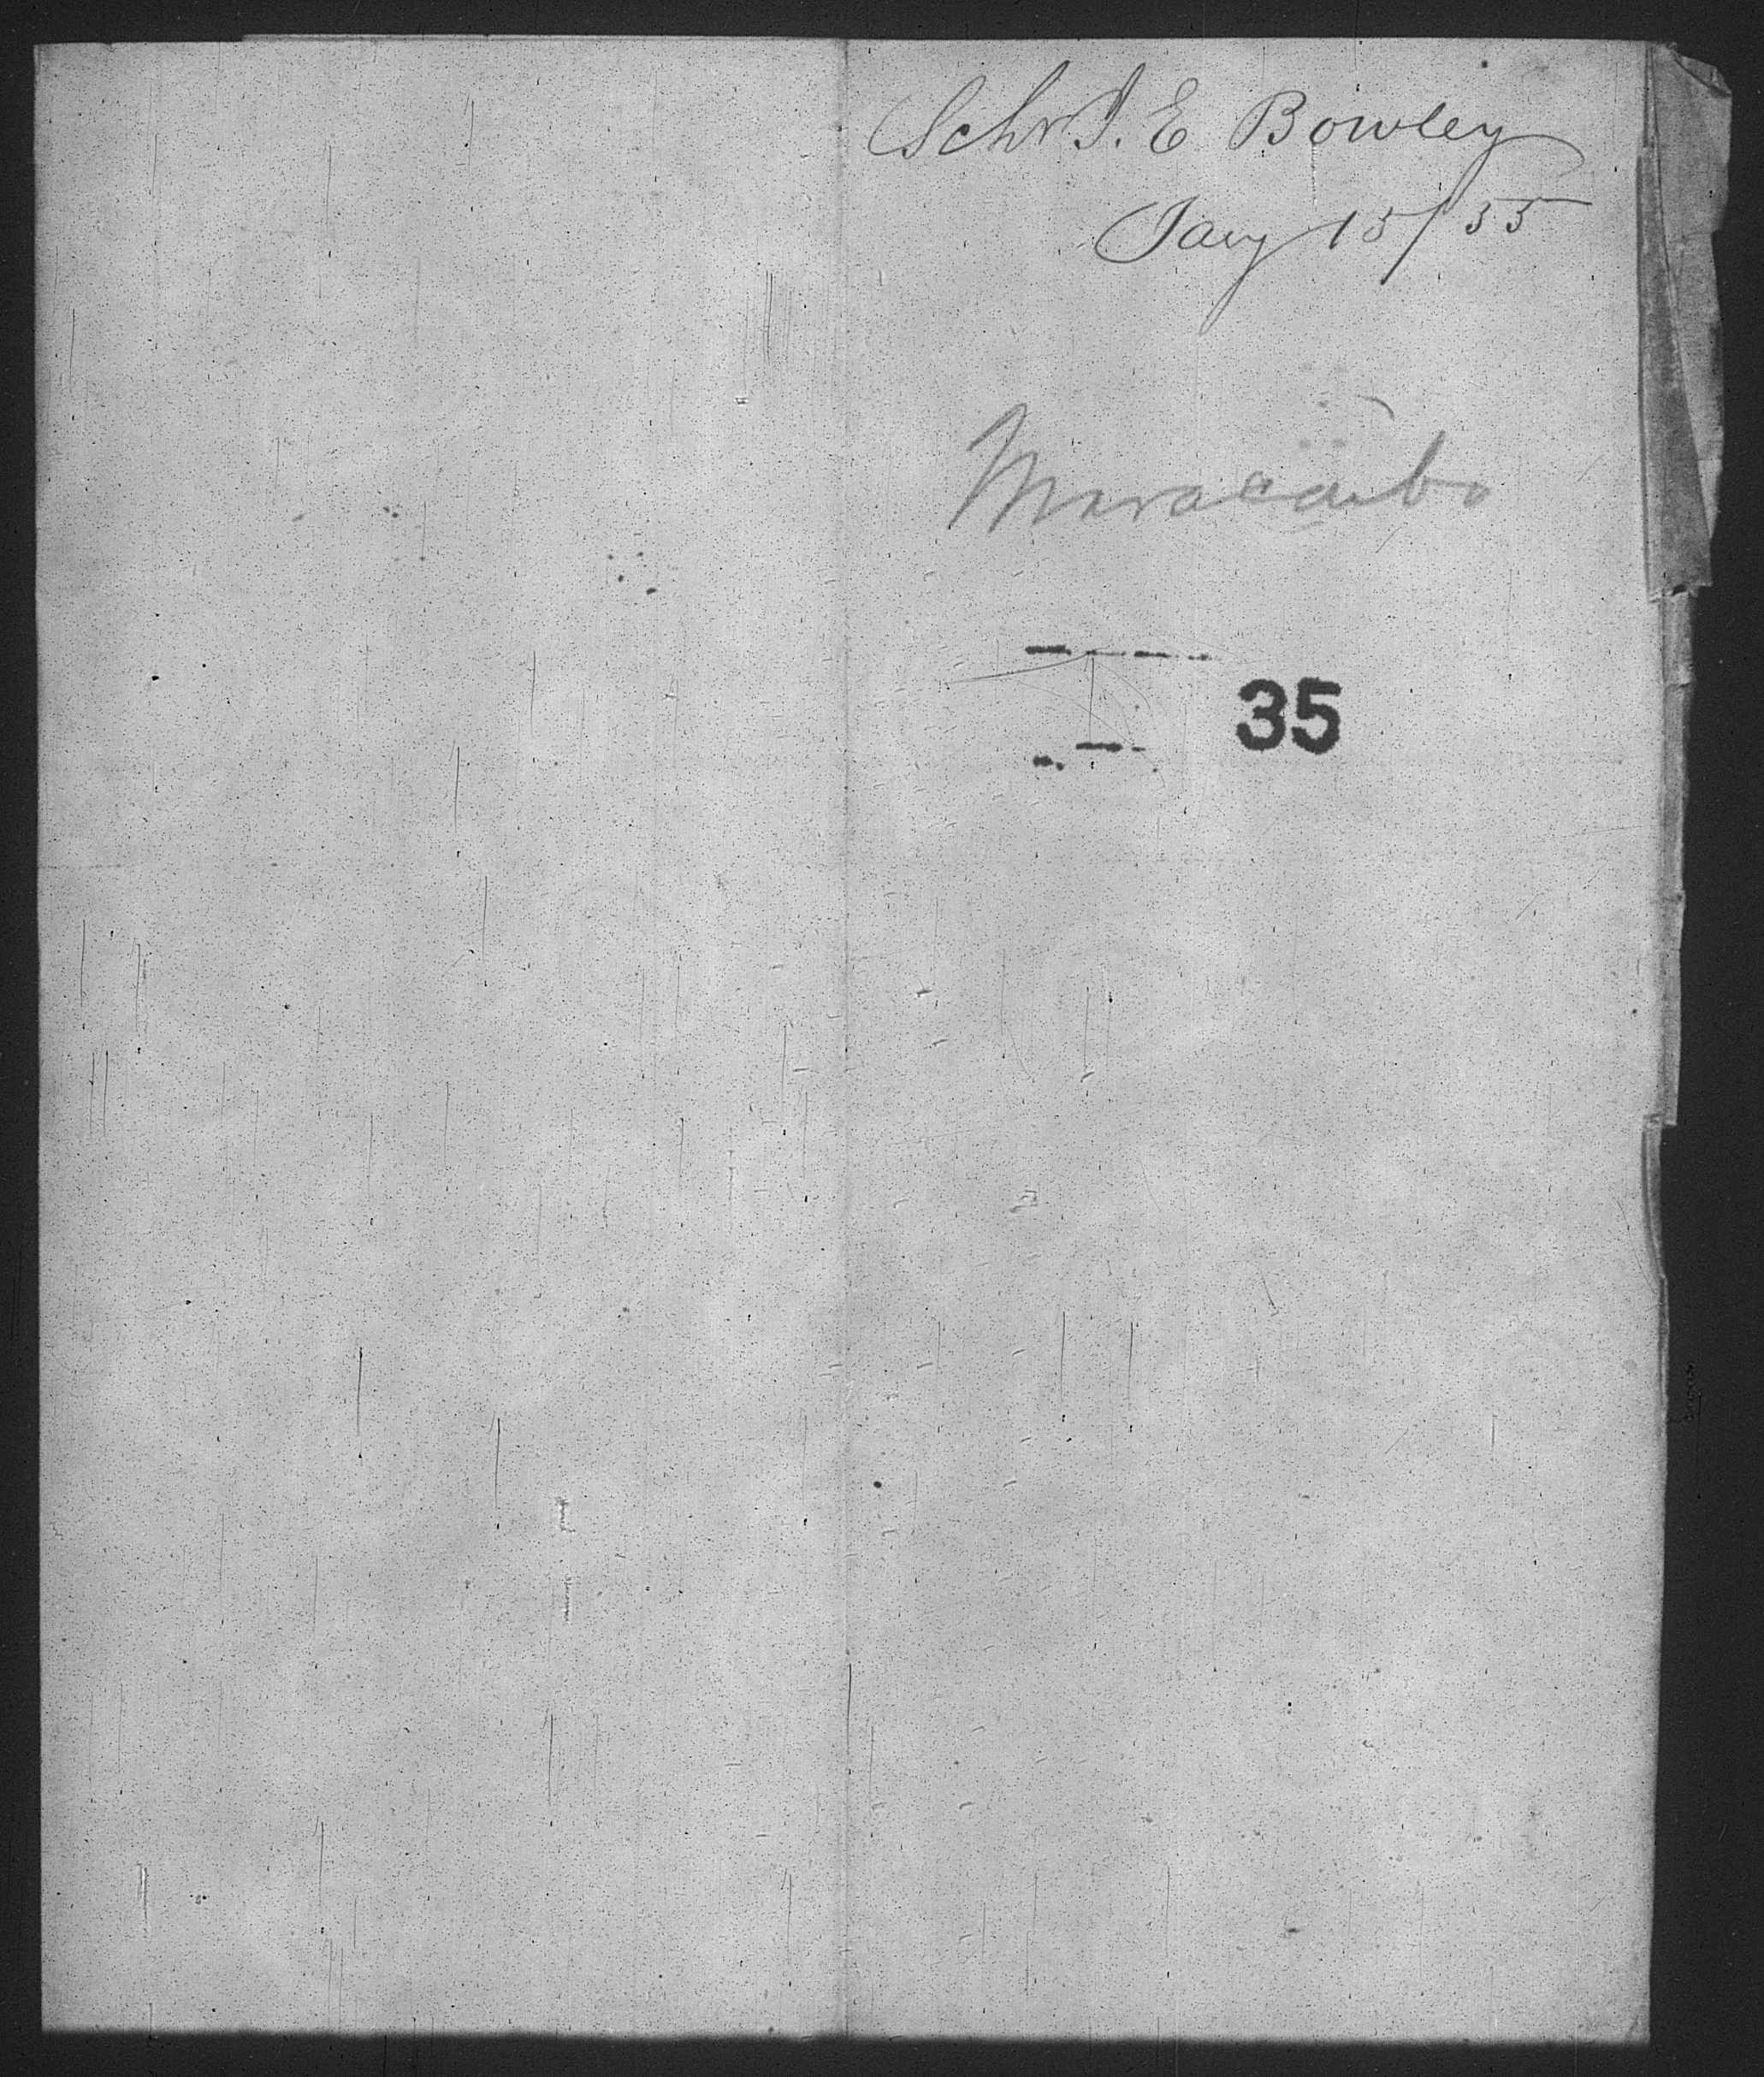 Schr J. E Bowley
Jany 15/55
Maracaibo
35